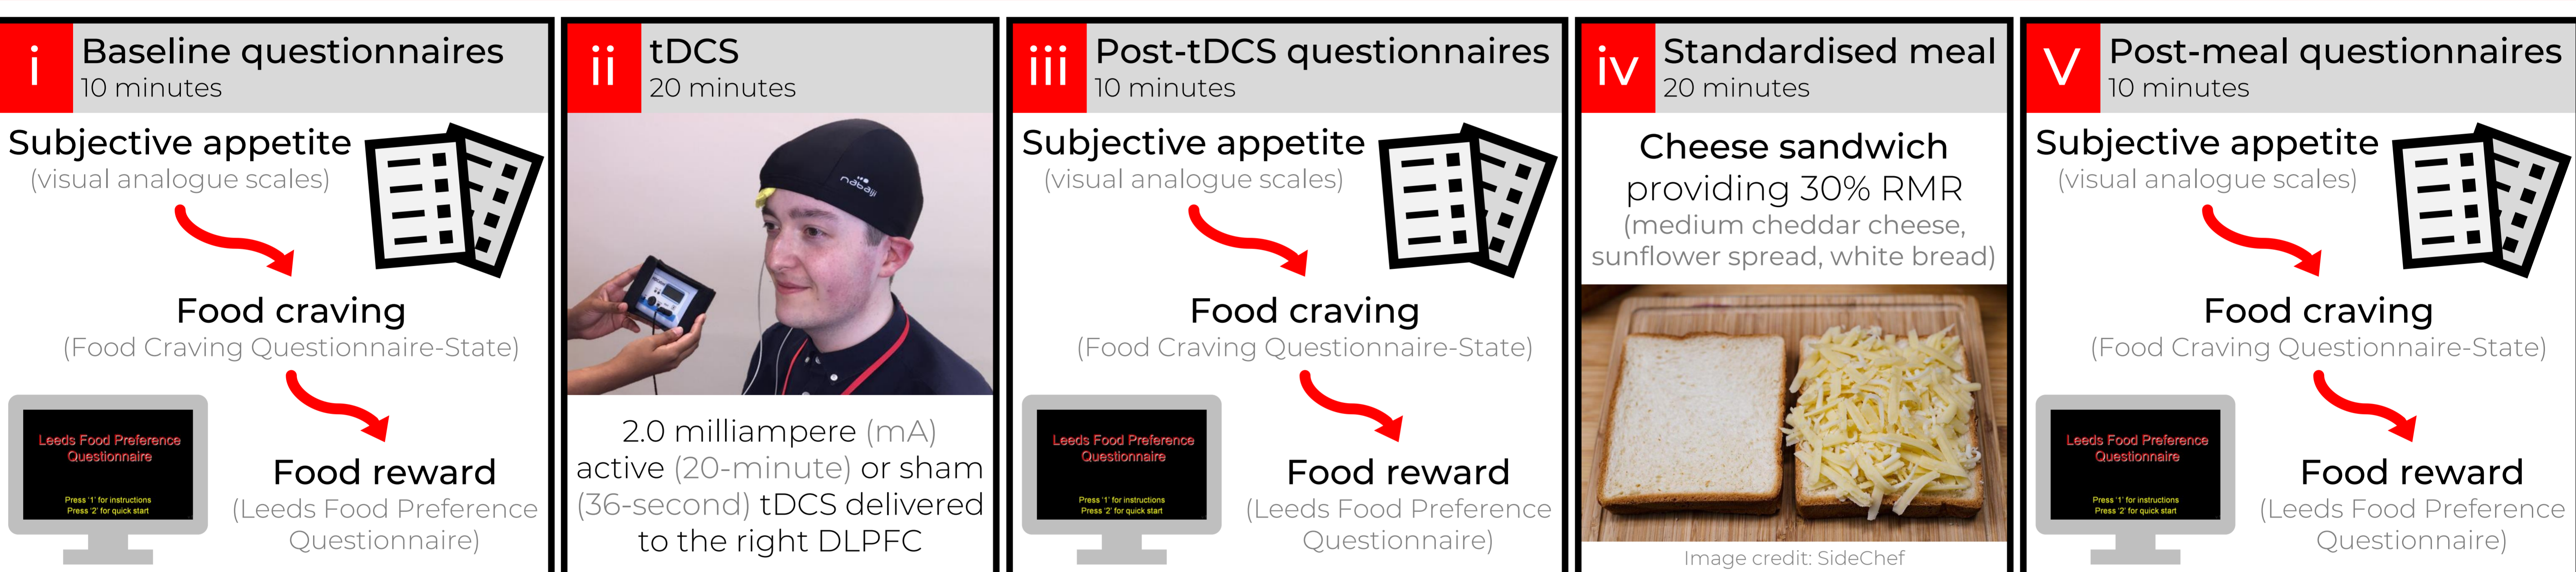 i
Baseline questionnaires
10 minutes
Subjective appetite
(visual analogue scales)
Food craving
(Food Craving Questionnaire-State)
Leeds Food Preference
Questionnaire
Press '1' for instructions
Press '2' for quick start
Food reward
(Leeds Food Preference
Questionnaire)
ii
tDCS
20 minutes
nabaiji
2.0 milliampere (mA)
active (20-minute) or sham
(36-second) tDCS delivered
to the right DLPFC
iii
Post-tDCS questionnaires
10 minutes
Subjective appetite
(visual analogue scales)
Food craving
(Food Craving Questionnaire-State)
Leeds Food Preference
Questionnaire
Press '1' for instructions
Press '2' for quick start
Food reward
(Leeds Food Preference
Questionnaire)
iv
Standardised meal
20 minutes
Cheese sandwich
providing 30% RMR
(medium cheddar cheese,
sunflower spread, white bread)
Image credit: SideChef
V
Post-meal questionnaires
10 minutes
Subjective appetite
(visual analogue scales)
Food craving
(Food Craving Questionnaire-State)
Leeds Food Preference
Questionnaire
Press '1' for instructions
Press '2' for quick start
Food reward
(Leeds Food Preference
Questionnaire)